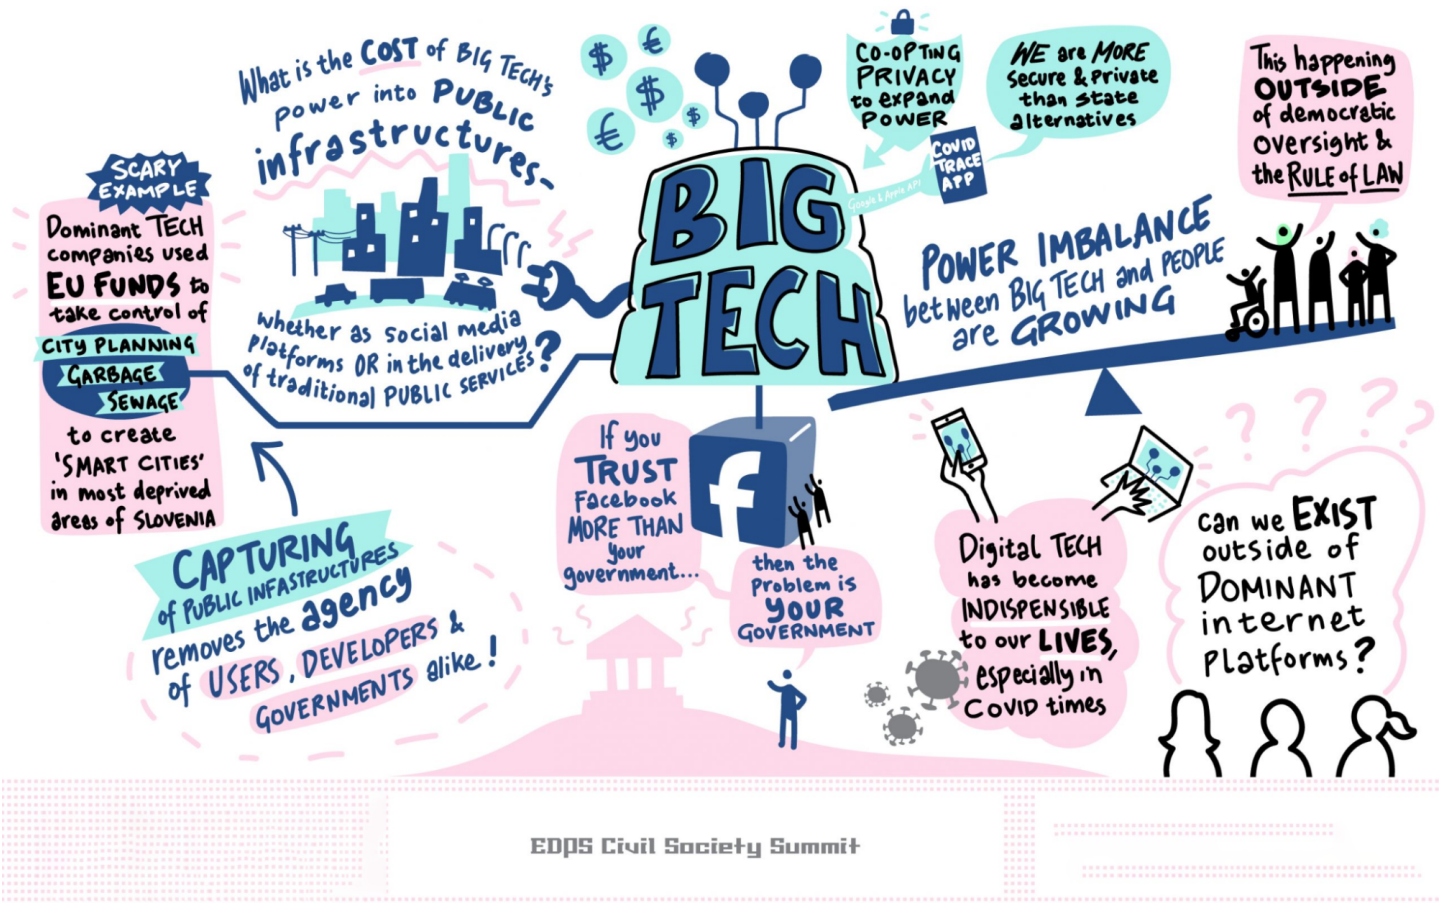 What is the COST of BIG TECH's
power into PUBLIC
infrastructures-
whether as social media
platforms OR in the delivery
of traditional PUBLIC SERVICES?
SCARY
EXAMPLE
Dominant TECH
companies used
EU FUNDS to
take control of
CITY PLANNING
GARBAGE
SEWAGE
to create
'SMART CITIES'
in most deprived
areas of SLOVENIA
CAPTURING
of PUBLIC INFASTRUCTURES
removes the agency
of USERS, DEVELOPERS &
GOVERNMENTS alike!
$
€
$
€
$
$
BIG
TECH
CO-OPTING
PRIVACY
to expand
POWER
WE are MORE
secure & private
than state
alternatives
Google & Apple API
COVID
TRACE
APP
This happening
OUTSIDE
of democratic
oversight &
the RULE of LAW
POWER IMBALANCE
between BIG TECH and PEOPLE
are GROWING
If you
TRUST
Facebook
MORE THAN
your
government...
f
then the
problem is
YOUR
GOVERNMENT
Digital TECH
has become
INDISPENSIBLE
to our LIVES,
especially in
COVID times
? ? ? ?
Can we EXIST
outside of
DOMINANT
internet
platforms?
EDPS Civil Society Summit